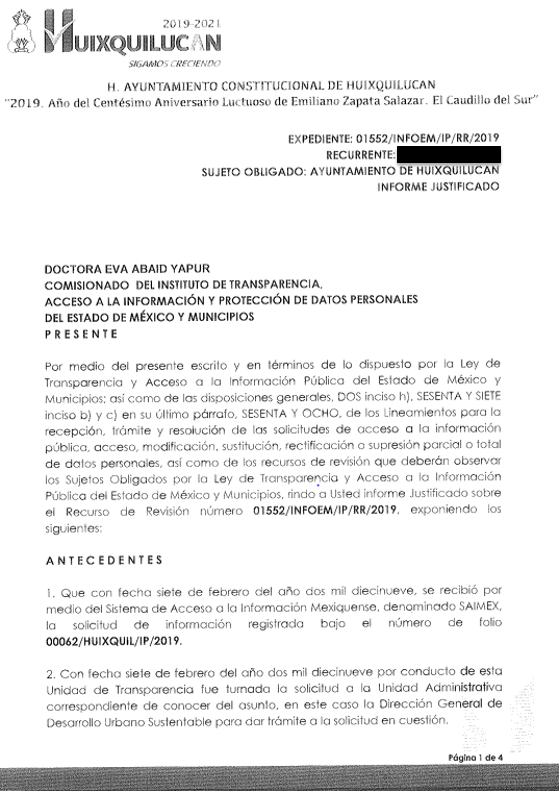 2019-2021
HUIXQUILUCAN
SIGAMOS CRECIENDO
H. AYUNTAMIENTO CONSTITUCIONAL DE HUIXQUILUCAN
"2019. Año del Centésimo Aniversario Luctuoso de Emiliano Zapata Salazar. El Caudillo del Sur"
EXPEDIENTE: 01552/INFOEM/IP/RR/2019
RECURRENTE:
SUJETO OBLIGADO: AYUNTAMIENTO DE HUIXQUILUCAN
INFORME JUSTIFICADO
DOCTORA EVA ABAID YAPUR
COMISIONADO DEL INSTITUTO DE TRANSPARENCIA,
ACCESO A LA INFORMACIÓN Y PROTECCIÓN DE DATOS PERSONALES
DEL ESTADO DE MÉXICO Y MUNICIPIOS
P R E S E N T E
Por medio del presente escrito y en términos de lo dispuesto por la Ley de
Transparencia y Acceso a la Información Pública del Estado de México y
Municipios; así como de las disposiciones generales, DOS inciso h), SESENTA Y SIETE
inciso b) y c) en su último párrafo, SESENTA Y OCHO, de los Lineamientos para la
recepción, trámite y resolución de las solicitudes de acceso a la información
pública, acceso, modificación, sustitución, rectificación o supresión parcial o total
de datos personales, así como de los recursos de revisión que deberán observar
los Sujetos Obligados por la Ley de Transparencia y Acceso a la Información
Pública del Estado de México y Municipios, rindo a Usted informe Justificado sobre
el Recurso de Revisión número 01552/INFOEM/IP/RR/2019, exponiendo los
siguientes:
A N T E C E D E N T E S
1. Que con fecha siete de febrero del año dos mil diecinueve, se recibió por
medio del Sistema de Acceso a la Información Mexiquense, denominado SAIMEX,
la solicitud de información registrada bajo el número de folio
00062/HUIXQUIL/IP/2019.
2. Con fecha siete de febrero del año dos mil diecinueve por conducto de esta
Unidad de Transparencia fue turnada la solicitud a la Unidad Administrativa
correspondiente de conocer del asunto, en este caso la Dirección General de
Desarrollo Urbano Sustentable para dar trámite a la solicitud en cuestión.
Página 1 de 4